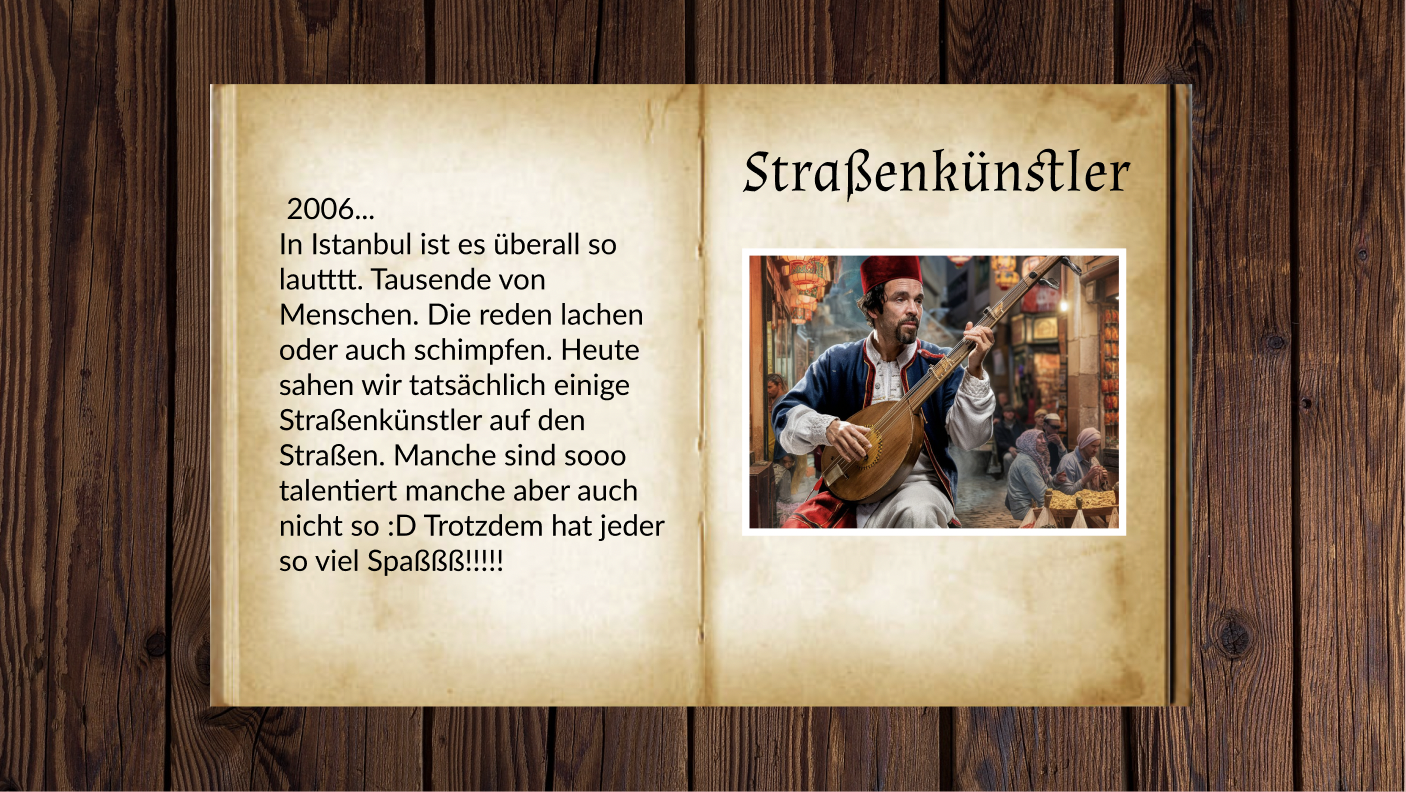 2006...
In Istanbul ist es überall so
lautttt. Tausende von
Menschen. Die reden lachen
oder auch schimpfen. Heute
sahen wir tatsächlich einige
Straßenkünstler auf den
Straßen. Manche sind sooo
talentiert manche aber auch
nicht so :D Trotzdem hat jeder
so viel Spaßßß!!!!!
Straßenkünstler